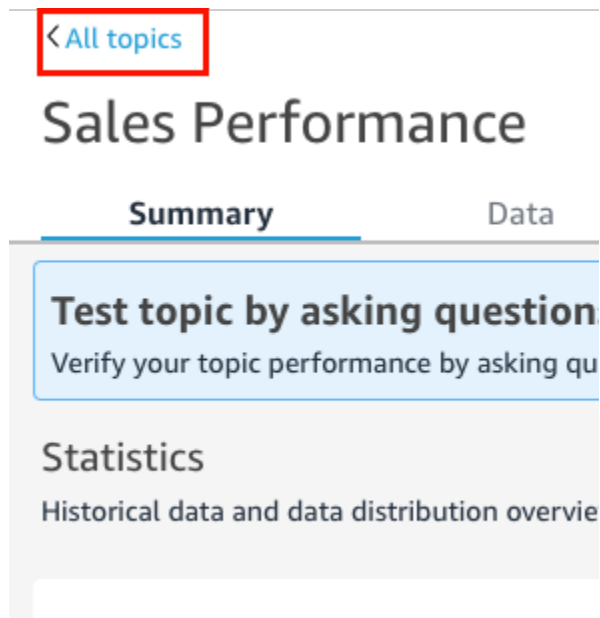 All topics
Sales Performance
Summary Data
Test topic by asking question
Verify your topic performance by asking qu
Statistics
Historical data and data distribution overvie